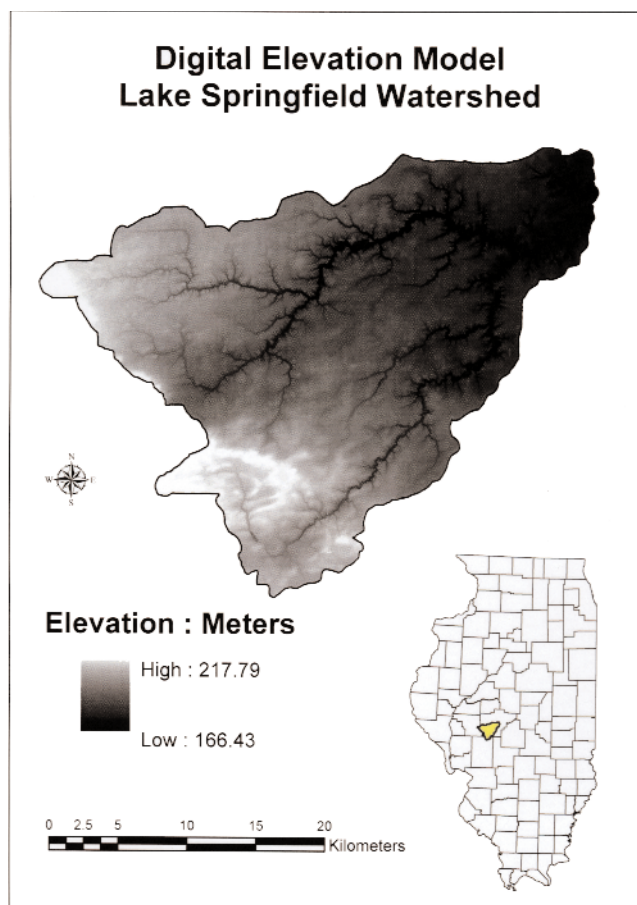 Digital Elevation Model
Lake Springfield Watershed
N
W E
S
Elevation : Meters
High : 217.79
Low : 166.43
0 2.5 5 10 15 20
Kilometers